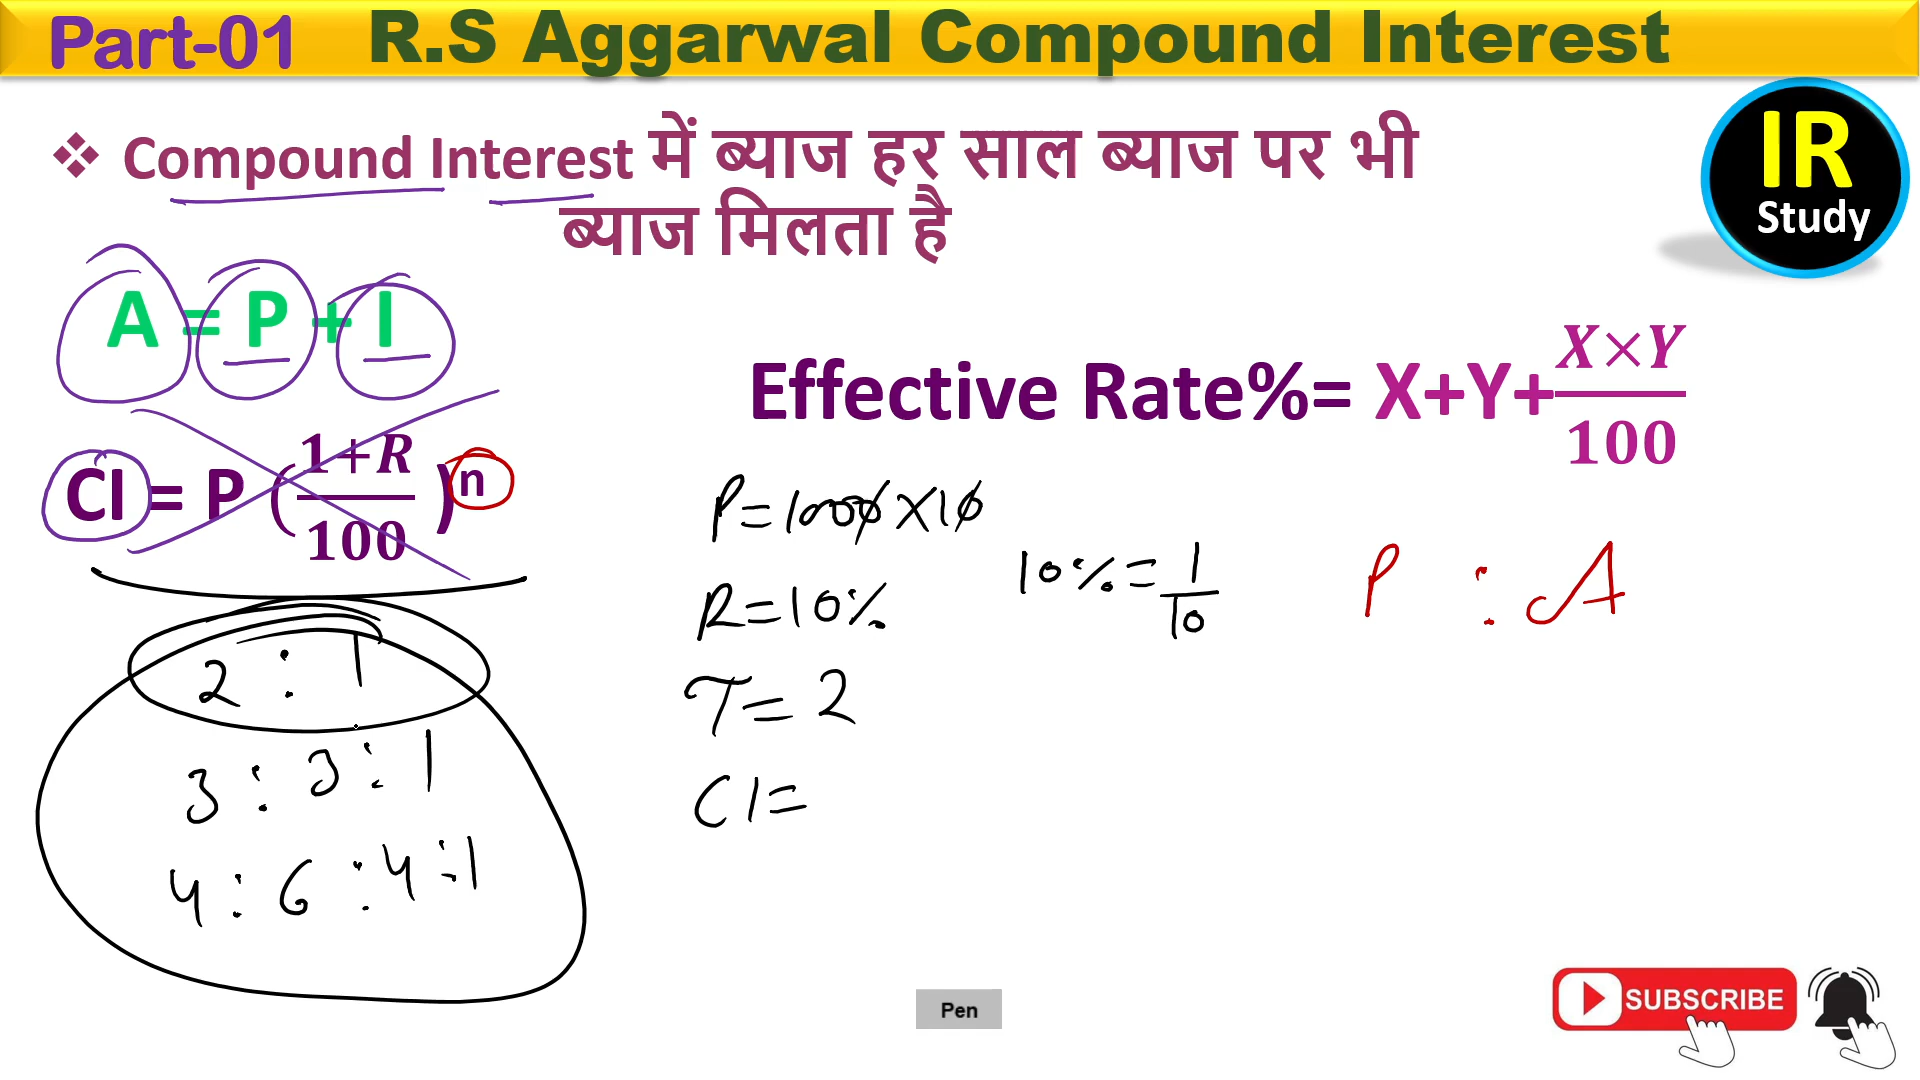 Part-01 R.S Aggarwal Compound Interest
IR
Study
❖ Compound Interest में ब्याज हर साल ब्याज पर भी
ब्याज मिलता है
A = P + I
Effective Rate%= X+Y+X×Y/100
CI = P (1+R/100)ⁿ
P=1000×10
R=10%
10%=1/10
P : A
T=2
CI=
2 : 1
3 : 3 : 1
4 : 6 : 4 : 1
Pen
SUBSCRIBE